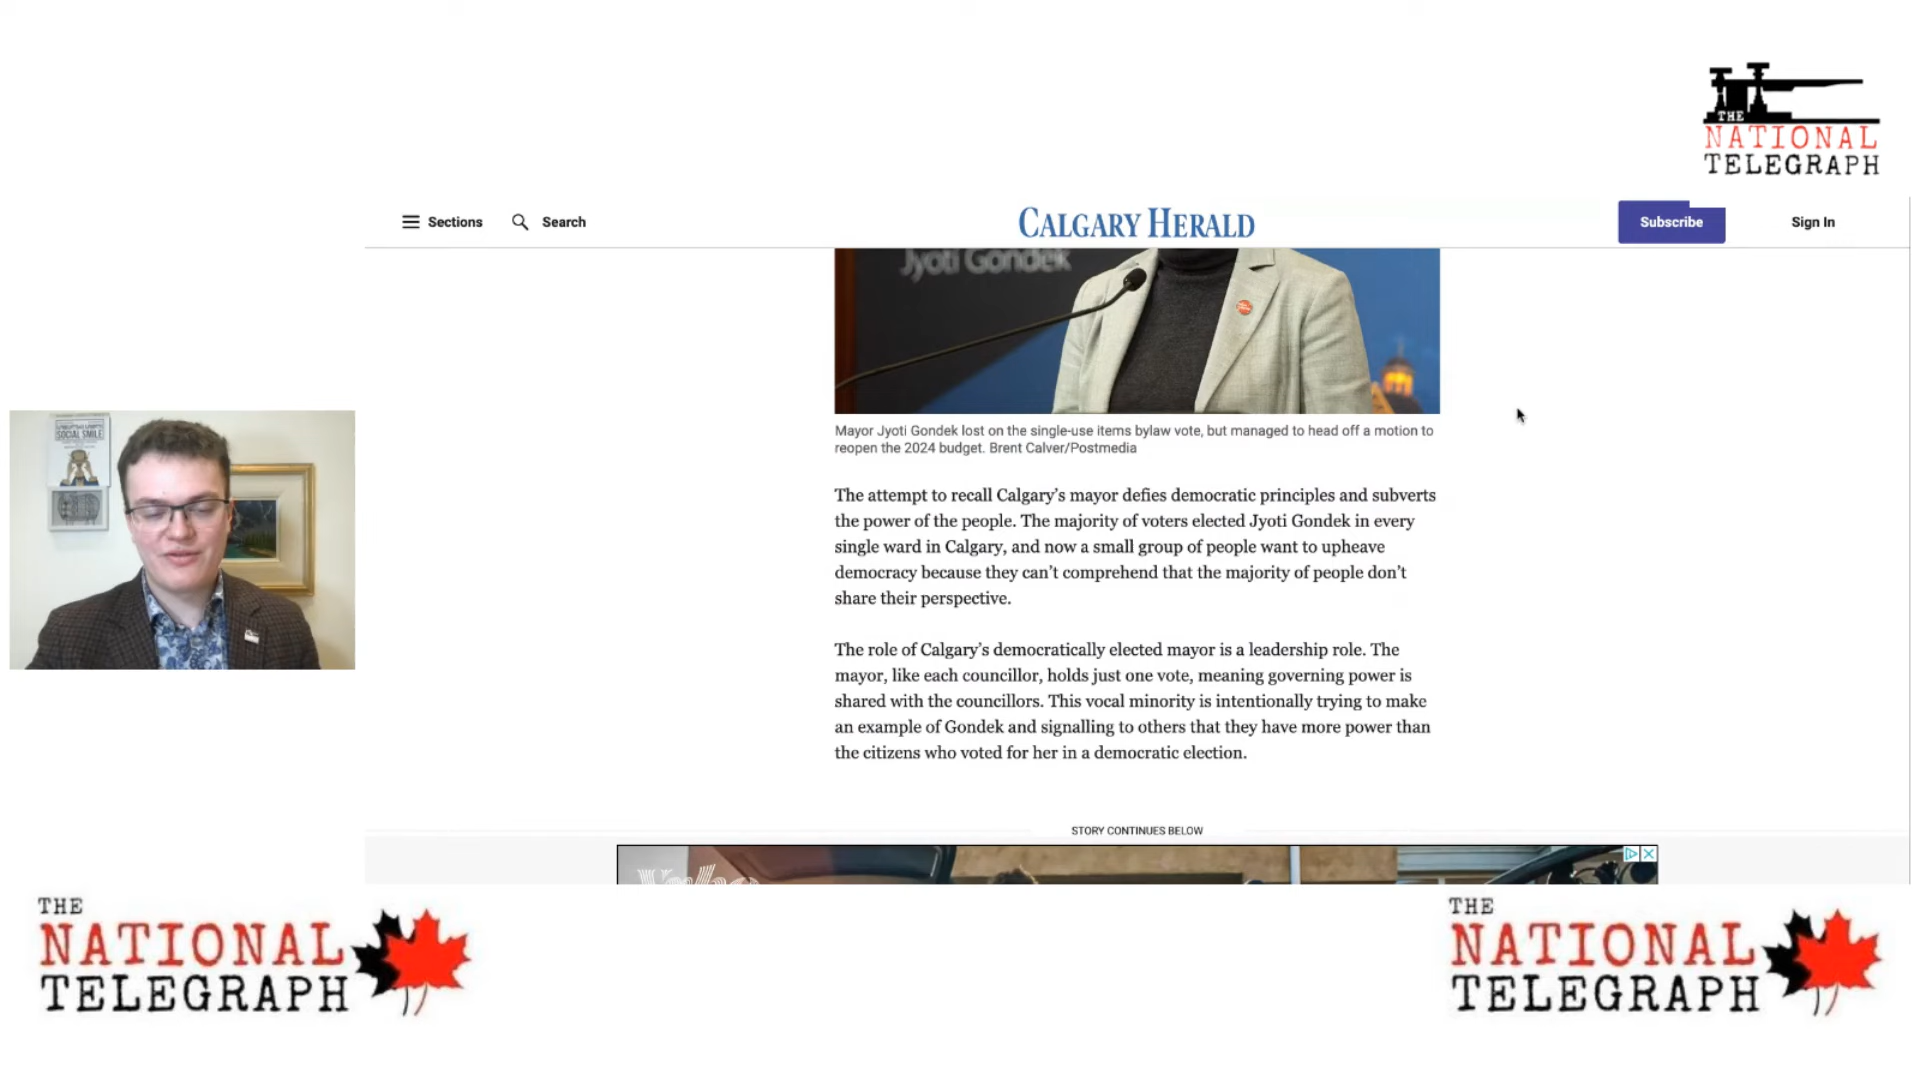 THE
NATIONAL
TELEGRAPH
Sections
Search
CALGARY HERALD
Subscribe
Sign In
Jyoti Gondek
Mayor Jyoti Gondek lost on the single-use items bylaw vote, but managed to head off a motion to
reopen the 2024 budget. Brent Calver/Postmedia
SOCIAL SMILE
The attempt to recall Calgary’s mayor defies democratic principles and subverts
the power of the people. The majority of voters elected Jyoti Gondek in every
single ward in Calgary, and now a small group of people want to upheave
democracy because they can’t comprehend that the majority of people don’t
share their perspective.
The role of Calgary’s democratically elected mayor is a leadership role. The
mayor, like each councillor, holds just one vote, meaning governing power is
shared with the councillors. This vocal minority is intentionally trying to make
an example of Gondek and signalling to others that they have more power than
the citizens who voted for her in a democratic election.
STORY CONTINUES BELOW
THE
NATIONAL
TELEGRAPH
THE
NATIONAL
TELEGRAPH